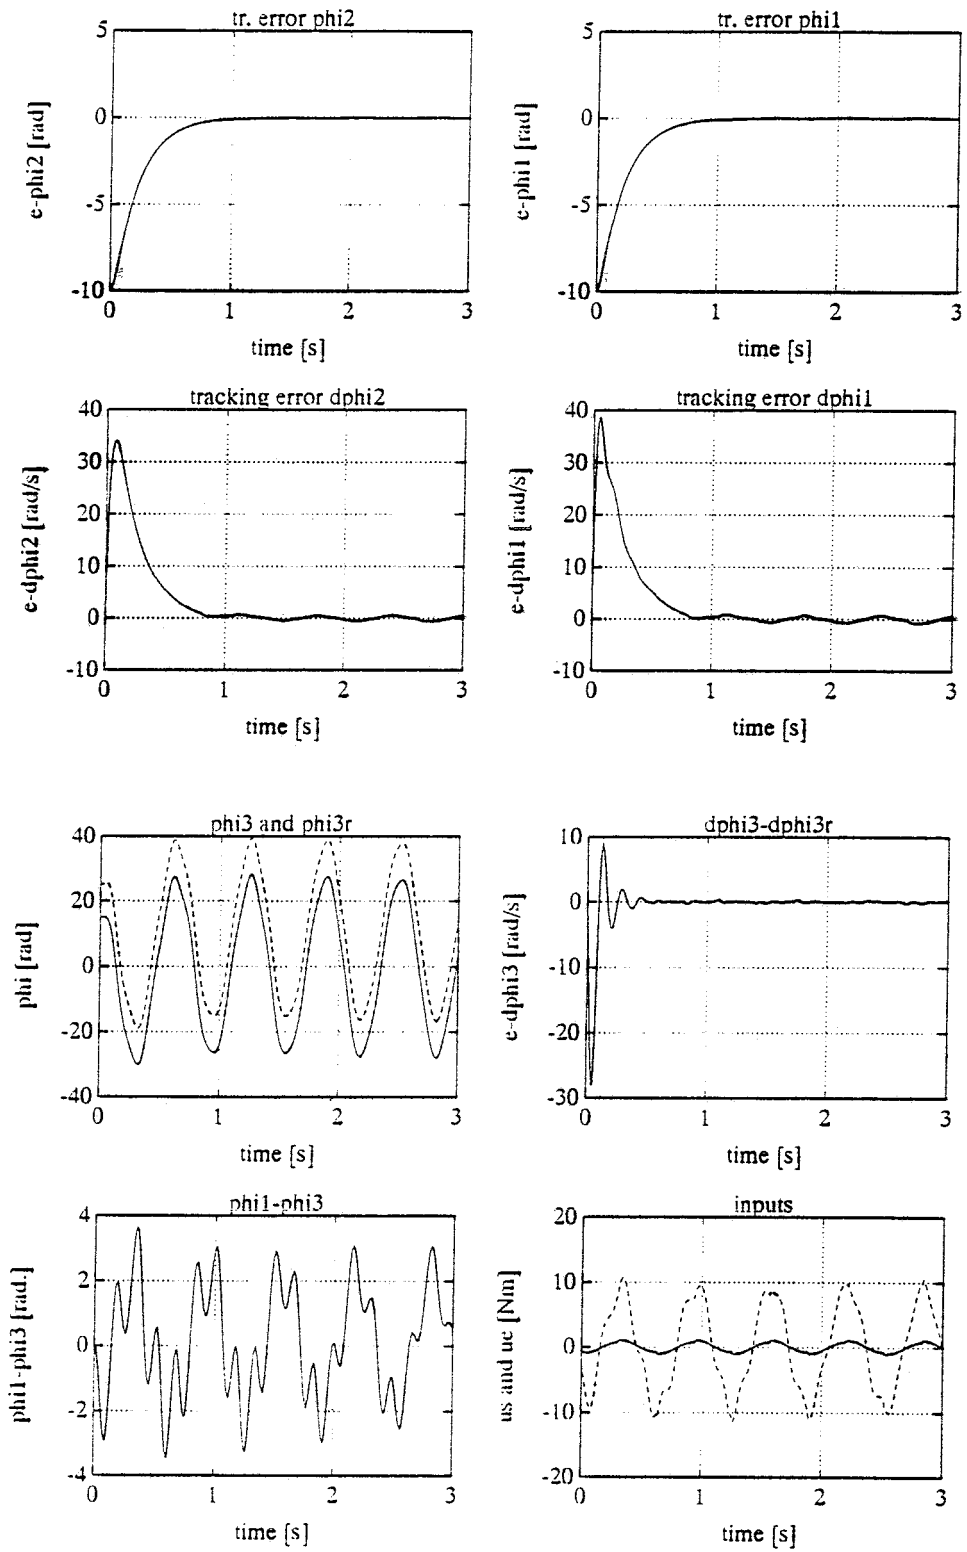 tr. error phi2
5
0
-5
-10
e-phi2 [rad]
0 1 2 3
time [s]
tr. error phi1
5
0
-5
-10
e-phi1 [rad]
0 1 2 3
time [s]
tracking error dphi2
40
30
20
10
0
-10
e-dphi2 [rad/s]
0 1 2 3
time [s]
tracking error dphi1
40
30
20
10
0
-10
e-dphi1 [rad/s]
0 1 2 3
time [s]
phi3 and phi3r
40
20
0
-20
-40
phi [rad]
0 1 2 3
time [s]
dphi3-dphi3r
10
0
-10
-20
-30
e-dphi3 [rad/s]
0 1 2 3
time [s]
phi1-phi3
4
2
0
-2
-4
phi1-phi3 [rad.]
0 1 2 3
time [s]
inputs
20
10
0
-10
-20
us and uc [Nm]
0 1 2 3
time [s]